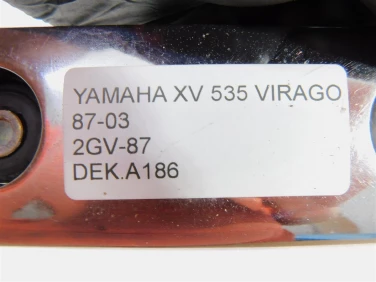 YAMAHA XV 535 VIRAGO
87-03
2GV-87
DEK.A186